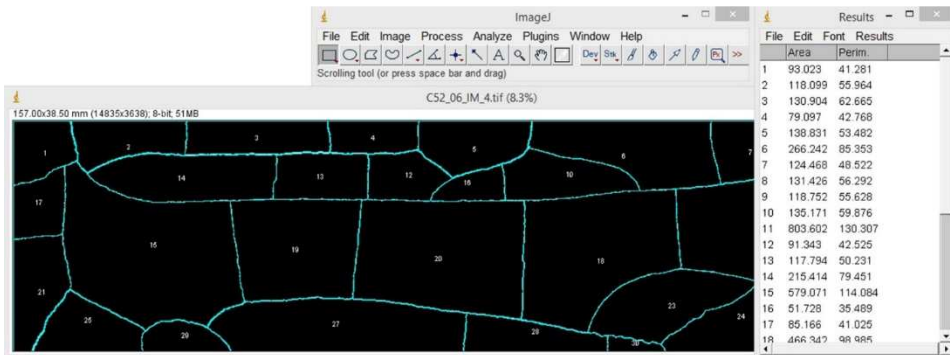 ImageJ
File Edit Image Process Analyze Plugins Window Help
Dev Stk >>
Scrolling tool (or press space bar and drag)
C52_06_IM_4.tif (8.3%)
157.00x38.50 mm (14835x3638); 8-bit; 51MB
1
2
3
4
5
6
7
14
13
12
16
10
17
15
19
20
18
21
25
29
27
28
30
23
24
Results
File Edit Font Results
Area Perim.
1 93.023 41.281
2 118.099 55.964
3 130.904 62.665
4 79.097 42.768
5 138.831 53.482
6 266.242 85.353
7 124.468 48.522
8 131.426 56.292
9 118.752 55.628
10 135.171 59.876
11 803.602 130.307
12 91.343 42.525
13 117.794 50.231
14 215.414 79.451
15 579.071 114.084
16 51.728 35.489
17 85.166 41.025
18 466.342 98.985